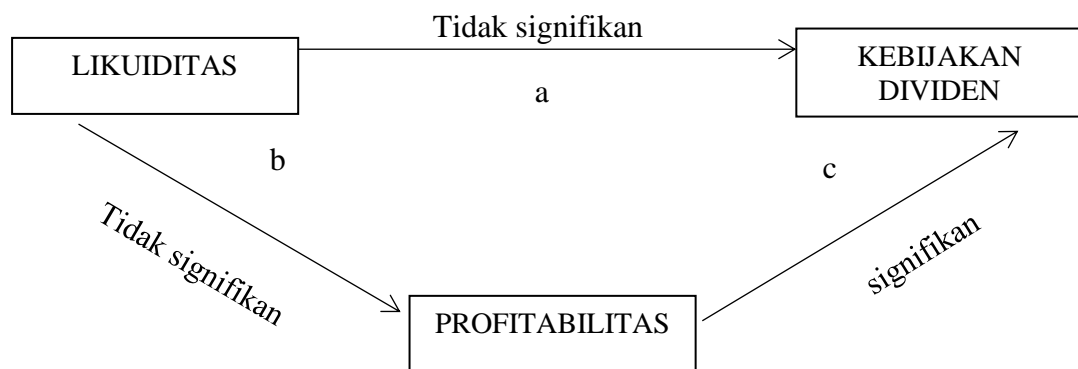 Tidak signifikan
LIKUIDITAS
KEBIJAKAN
DIVIDEN
a
b
c
Tidak signifikan
signifikan
PROFITABILITAS